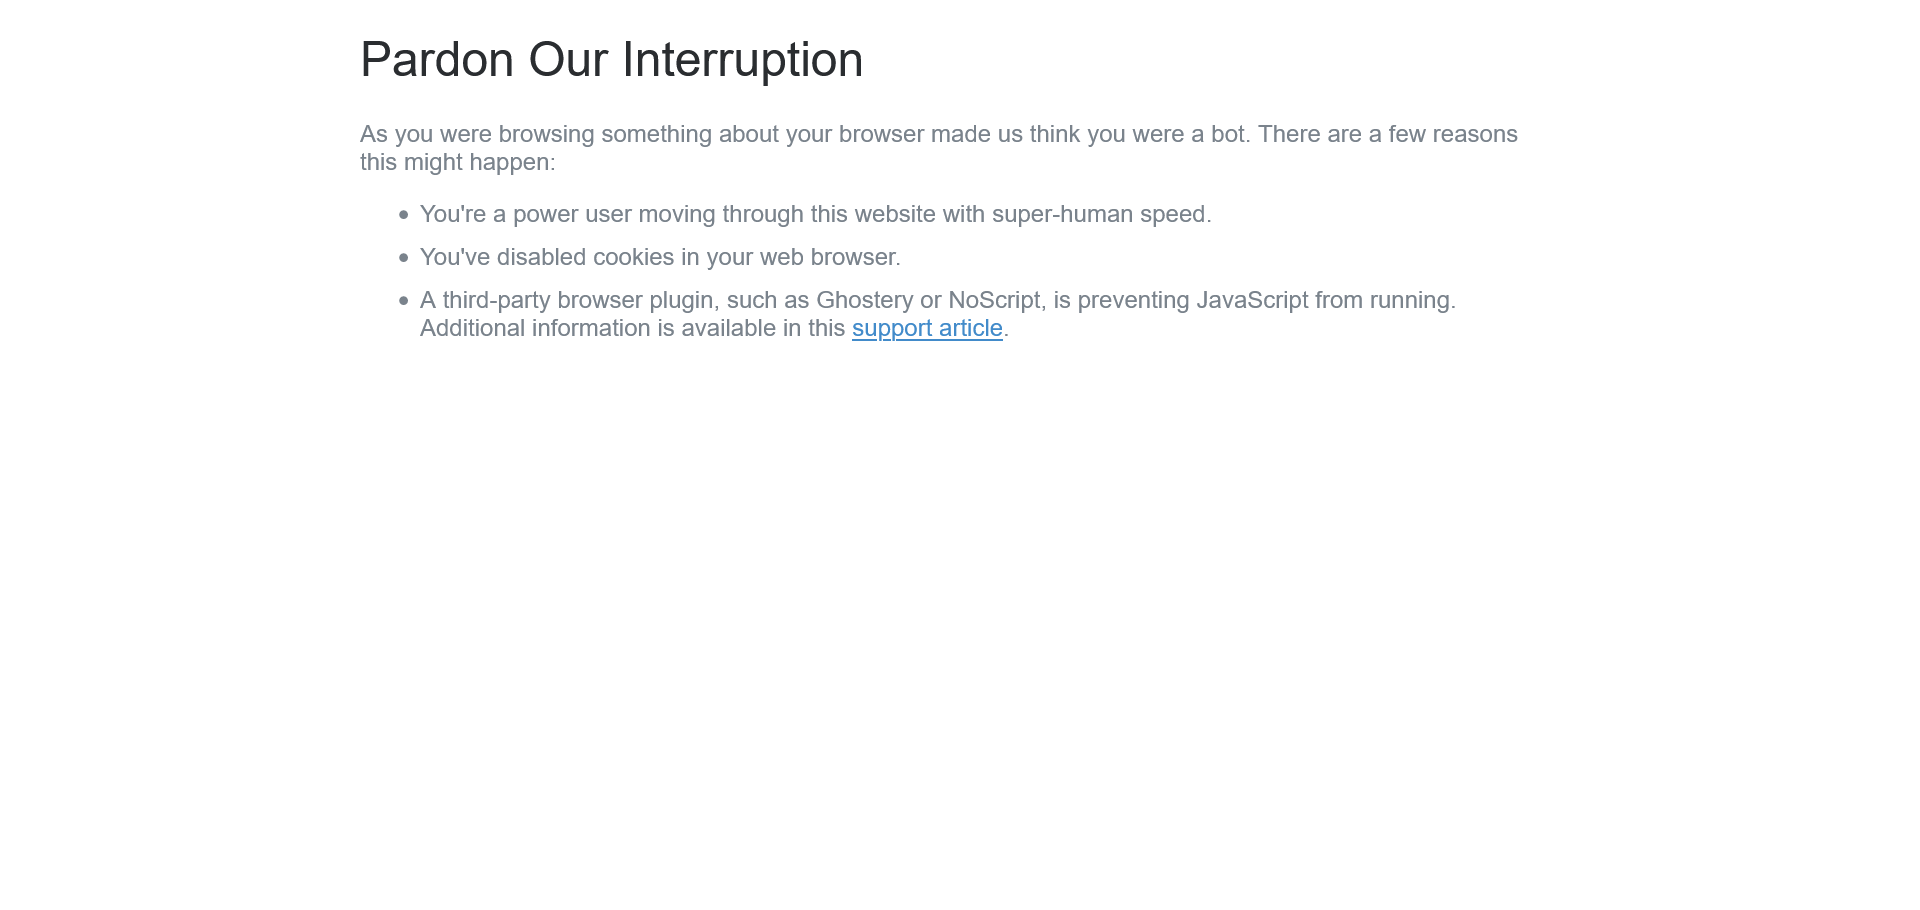 Pardon Our Interruption
As you were browsing something about your browser made us think you were a bot. There are a few reasons
this might happen:
You're a power user moving through this website with super-human speed.
You've disabled cookies in your web browser.
A third-party browser plugin, such as Ghostery or NoScript, is preventing JavaScript from running.
Additional information is available in this support article.